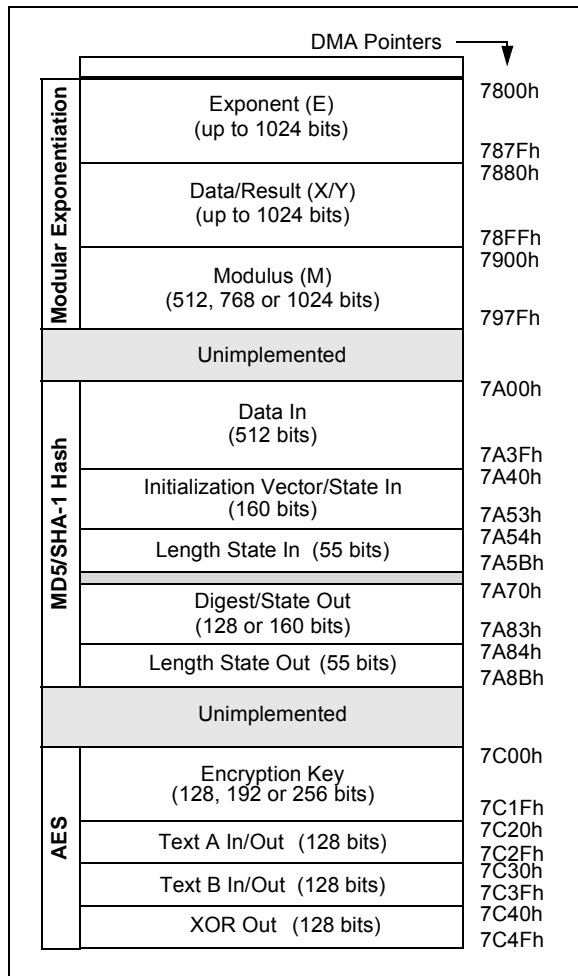 DMA Pointers
Modular Exponentiation
Exponent (E)
(up to 1024 bits)
7800h
787Fh
Data/Result (X/Y)
(up to 1024 bits)
7880h
78FFh
Modulus (M)
(512, 768 or 1024 bits)
7900h
797Fh
Unimplemented
MD5/SHA-1 Hash
Data In
(512 bits)
7A00h
7A3Fh
Initialization Vector/State In
(160 bits)
7A40h
7A53h
Length State In (55 bits)
7A54h
7A5Bh
Digest/State Out
(128 or 160 bits)
7A70h
7A83h
Length State Out (55 bits)
7A84h
7A8Bh
Unimplemented
AES
Encryption Key
(128, 192 or 256 bits)
7C00h
7C1Fh
Text A In/Out (128 bits)
7C20h
7C2Fh
Text B In/Out (128 bits)
7C30h
7C3Fh
XOR Out (128 bits)
7C40h
7C4Fh